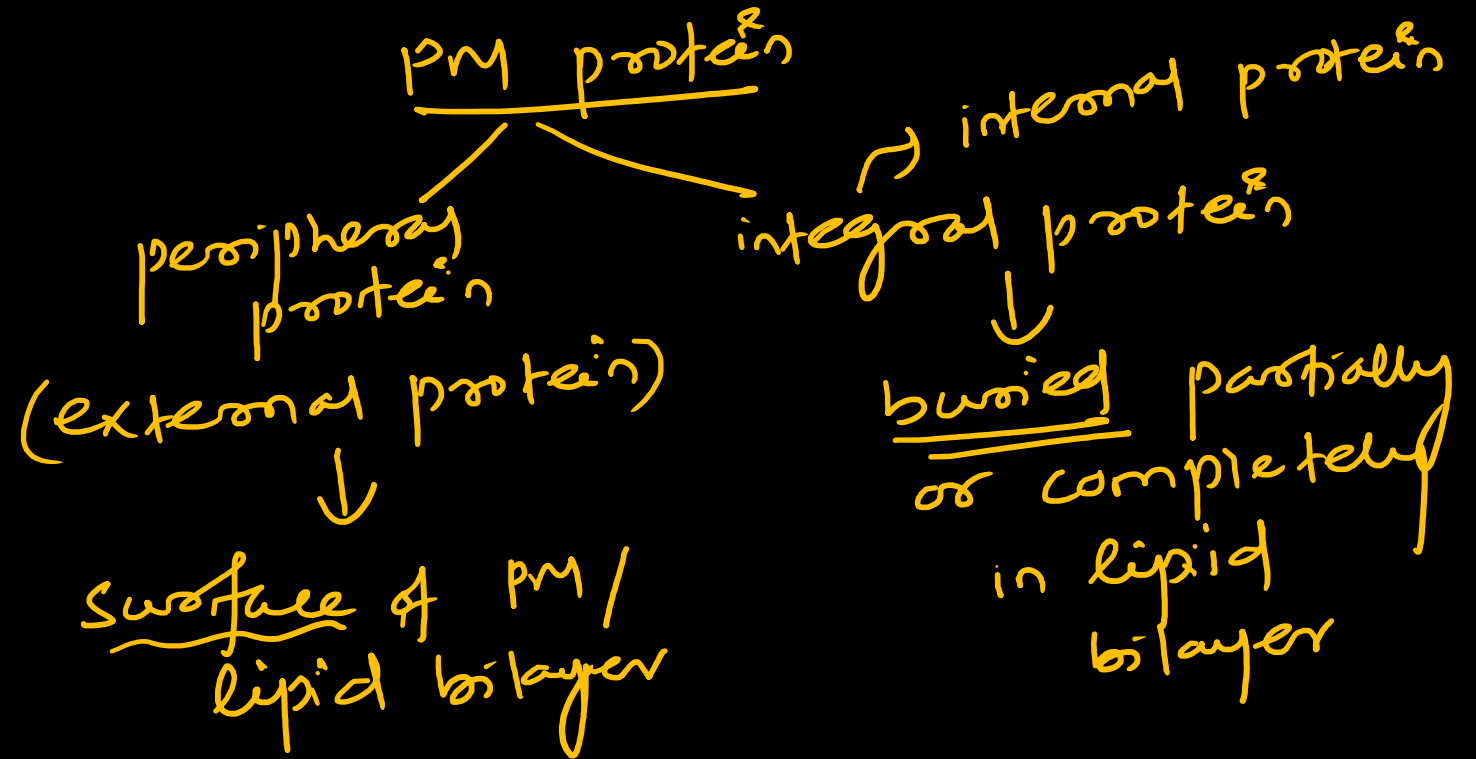 PM protein
internal protein
peripheral
protein
(external protein)
surface of PM/
lipid bilayer
integral protein
buried partially
or completely
in lipid
bilayer